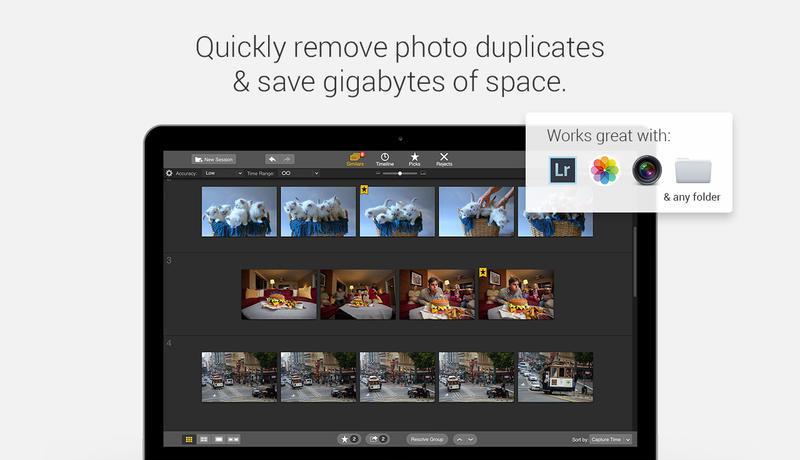 Quickly remove photo duplicates
& save gigabytes of space.
Works great with:
Lr
& any folder
New Session
Similars
Timeline
Picks
Rejects
Accuracy: Low
Time Range:
3
4
2
2
Resolve Group
Sort by Capture Time